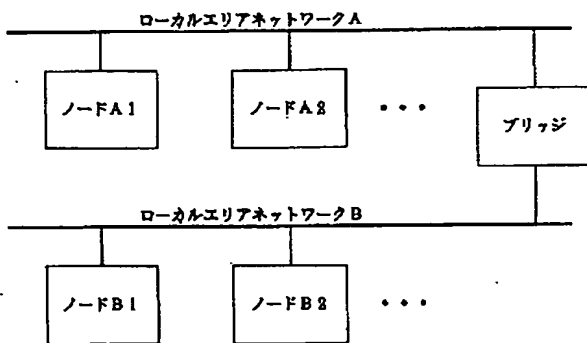 ローカルエリアネットワークA
ノードA1
ノードA2
・・・
ブリッジ
ローカルエリアネットワークB
ノードB1
ノードB2
・・・